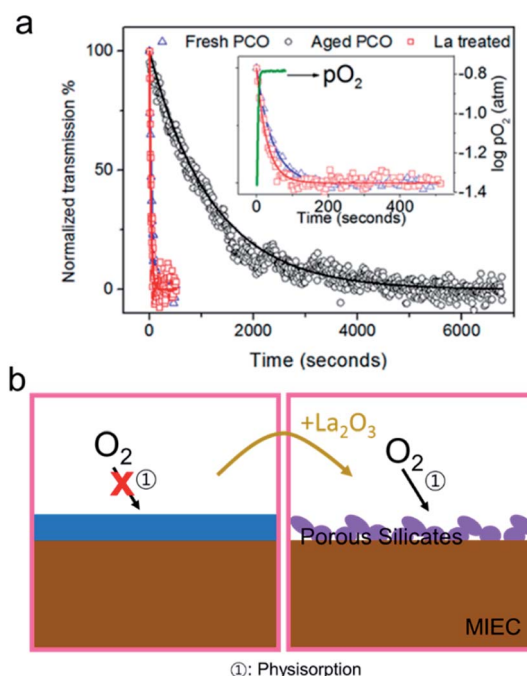 a
Fresh PCO Aged PCO La treated
Normalized transmission %
100
50
0
0 2000 4000 6000
Time (seconds)
pO₂
log pO₂ (atm)
-0.8
-1.0
-1.2
-1.4
0 200 400
Time (seconds)
b
O₂
X ①
+La₂O₃
O₂
①
Porous Silicates
MIEC
①: Physisorption